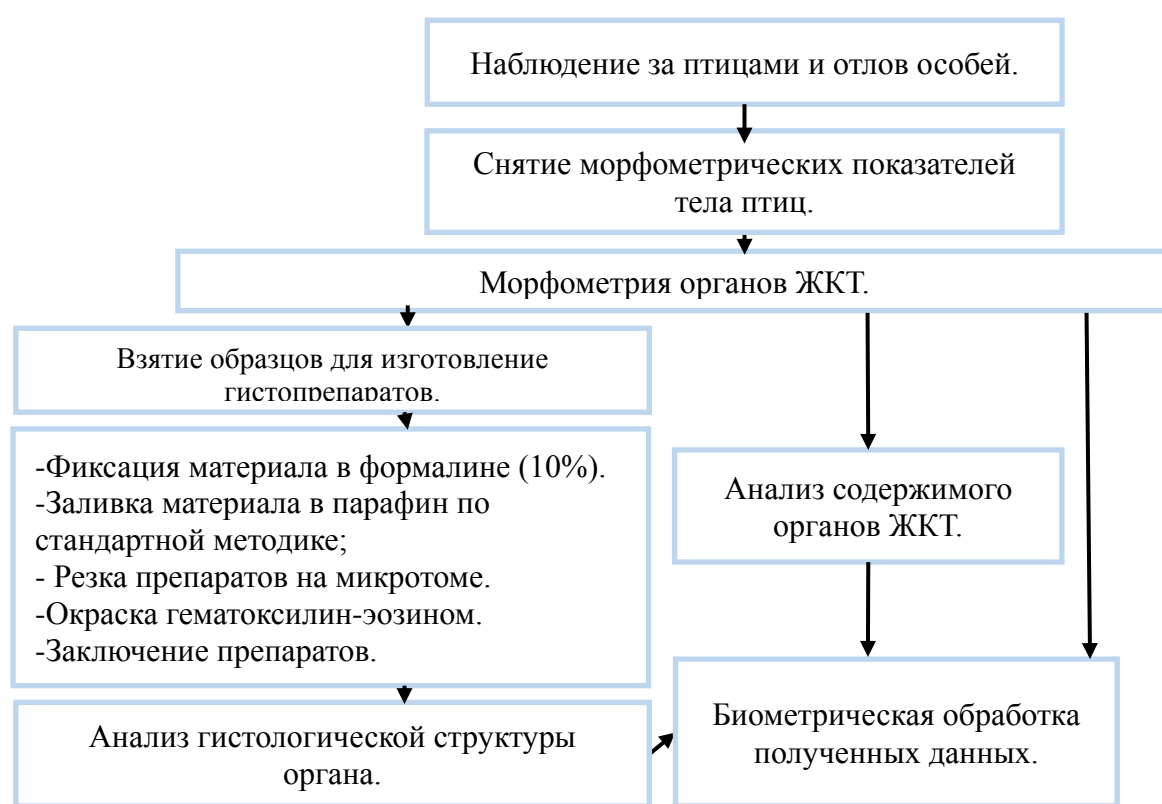 Наблюдение за птицами и отлов особей.
Снятие морфометрических показателей
тела птиц.
Морфометрия органов ЖКТ.
Взятие образцов для изготовление
гистопрепаратов.
-Фиксация материала в формалине (10%).
-Заливка материала в парафин по
стандартной методике;
- Резка препаратов на микротоме.
-Окраска гематоксилин-эозином.
-Заключение препаратов.
Анализ содержимого
органов ЖКТ.
Анализ гистологической структуры
органа.
Биометрическая обработка
полученных данных.